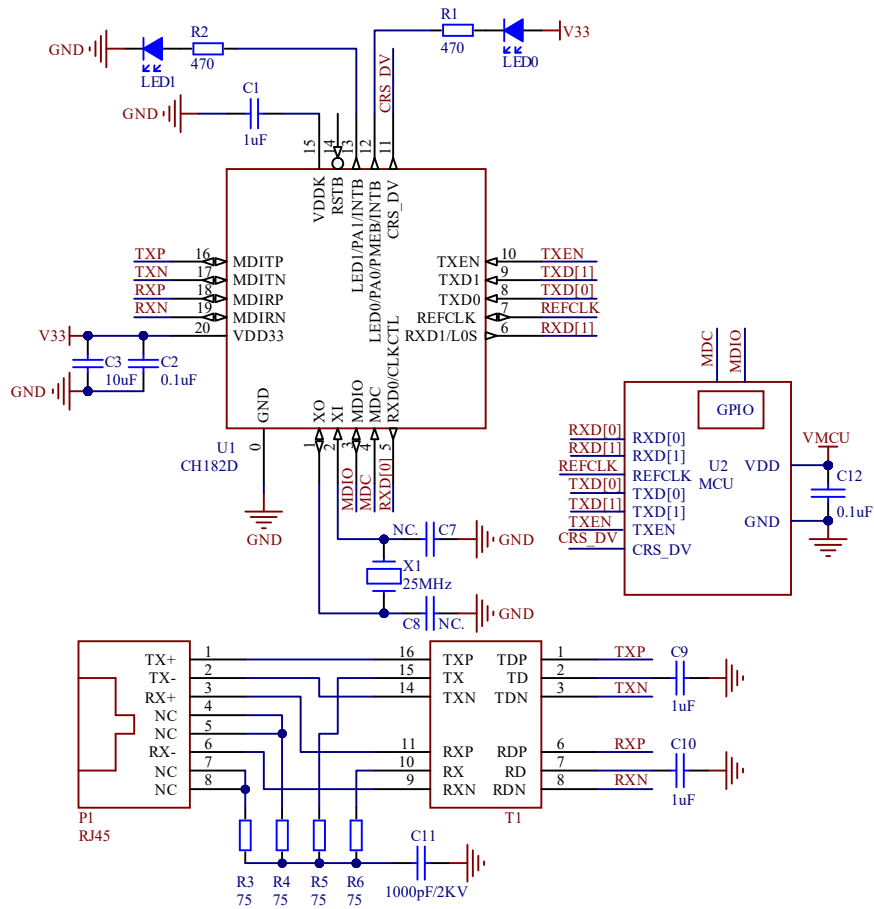 R2
470
LED1
GND
R1
470
LED0
V33
C1
1uF
GND
CRS_DV
15
14
13
12
11
VDDK
RSTB
LED1/PA1/INTB
LED0/PA0/PMEB/INTB
CRS_DV
TXP 16 MDITP
TXN 17 MDITN
RXP 18 MDIRP
RXN 19 MDIRN
V33 20 VDD33
TXEN 10 TXEN
TXD1 9 TXD[1]
TXD0 8 TXD[0]
REFCLK 7 REFCLK
RXD1/L0S 6 RXD[1]
C3
10uF
C2
0.1uF
GND
GND
XO
XI
MDIO
MDC
RXD0/CLKCTL
0
1
2
3
4
5
U1
CH182D
GND
MDIO
MDC
RXD[0]
NC. C7
GND
X1
25MHz
C8 NC.
GND
MDC
MDIO
GPIO
RXD[0] RXD[0]
RXD[1] RXD[1]
REFCLK REFCLK
TXD[0] TXD[0]
TXD[1] TXD[1]
TXEN TXEN
CRS_DV CRS_DV
U2
MCU
VDD
GND
VMCU
C12
0.1uF
TX+ 1
TX- 2
RX+ 3
NC 4
NC 5
RX- 6
NC 7
NC 8
P1
RJ45
16 TXP TDP 1 TXP
15 TX TD 2
14 TXN TDN 3 TXN
11 RXP RDP 6 RXP
10 RX RD 7
9 RXN RDN 8 RXN
T1
C9
1uF
C10
1uF
R3 R4 R5 R6
75 75 75 75
C11
1000pF/2KV